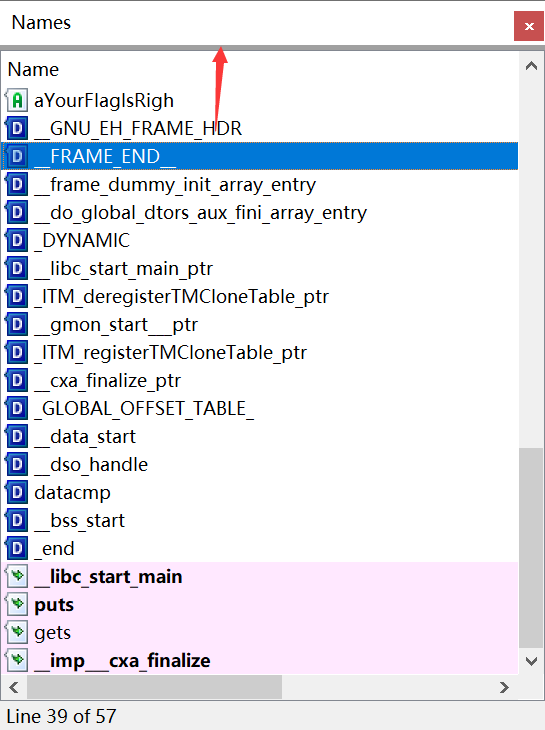 Names
Name
A aYourFlagIsRigh
D __GNU_EH_FRAME_HDR
D __FRAME_END__
D __frame_dummy_init_array_entry
D __do_global_dtors_aux_fini_array_entry
D _DYNAMIC
D __libc_start_main_ptr
D _ITM_deregisterTMCloneTable_ptr
D __gmon_start___ptr
D _ITM_registerTMCloneTable_ptr
D __cxa_finalize_ptr
D _GLOBAL_OFFSET_TABLE_
D __data_start
D __dso_handle
D datacmp
D __bss_start
D _end
__libc_start_main
puts
gets
__imp___cxa_finalize
Line 39 of 57